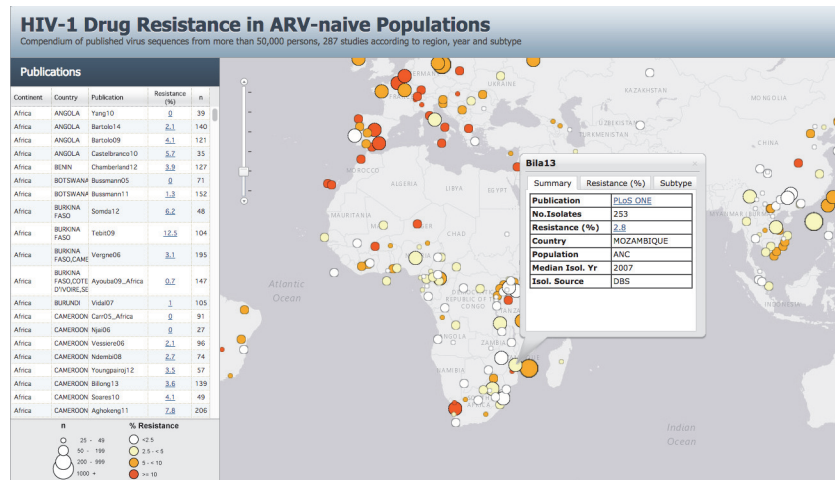 HIV-1 Drug Resistance in ARV-naive Populations
Compendium of published virus sequences from more than 50,000 persons, 287 studies according to region, year and subtype
Publications
Continent Country Publication Resistance (%) n
Africa ANGOLA Yang10 0 39
Africa ANGOLA Bartolo14 2.1 140
Africa ANGOLA Bartolo09 4.1 121
Africa ANGOLA Castelbranco10 5.7 35
Africa BENIN Chamberland12 3.9 127
Africa BOTSWANA Bussmann05 0 71
Africa BOTSWANA Bussmann11 1.3 152
Africa BURKINA FASO Somda12 6.2 48
Africa BURKINA FASO Tebit09 12.5 104
Africa BURKINA FASO,CAME Vergne06 3.1 195
Africa BURKINA FASO,COTE D'IVORE,SE Ayouba09_Africa 0.7 147
Africa BURUNDI Vidal07 1 105
Africa CAMEROON Carr05_Africa 0 91
Africa CAMEROON Njai06 0 27
Africa CAMEROON Vessiere06 2.1 96
Africa CAMEROON Ndembi08 2.7 74
Africa CAMEROON Youngpairoj12 3.5 57
Africa CAMEROON Billong13 3.6 139
Africa CAMEROON Soares10 4.1 49
Africa CAMEROON Aghokeng11 7.8 206
n
25 - 49
50 - 199
200 - 999
1000 +
% Resistance
<2.5
2.5 - < 5
5 - < 10
>= 10
Bila13
Summary Resistance (%) Subtype
Publication PLoS ONE
No.Isolates 253
Resistance (%) 2.8
Country MOZAMBIQUE
Population ANC
Median Isol. Yr 2007
Isol. Source DBS
UKRAINE
KAZAKHSTAN
MONGOLIA
UZBEKISTAN
TURKMENISTAN
CHINA
MOROCCO
ALGERIA
LIBYA
EGYPT
MAURITANIA
CHAD
Atlantic
Ocean
ANGOLA
ZAMBIA
NAMIBIA
INDONESIA
Indian
Ocean